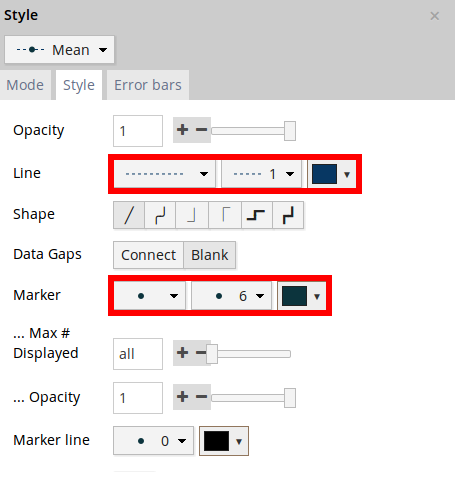 Style ×
Mean
Mode Style Error bars
Opacity 1
Line 1
Shape
Data Gaps Connect Blank
Marker 6
... Max #
Displayed all
... Opacity 1
Marker line 0